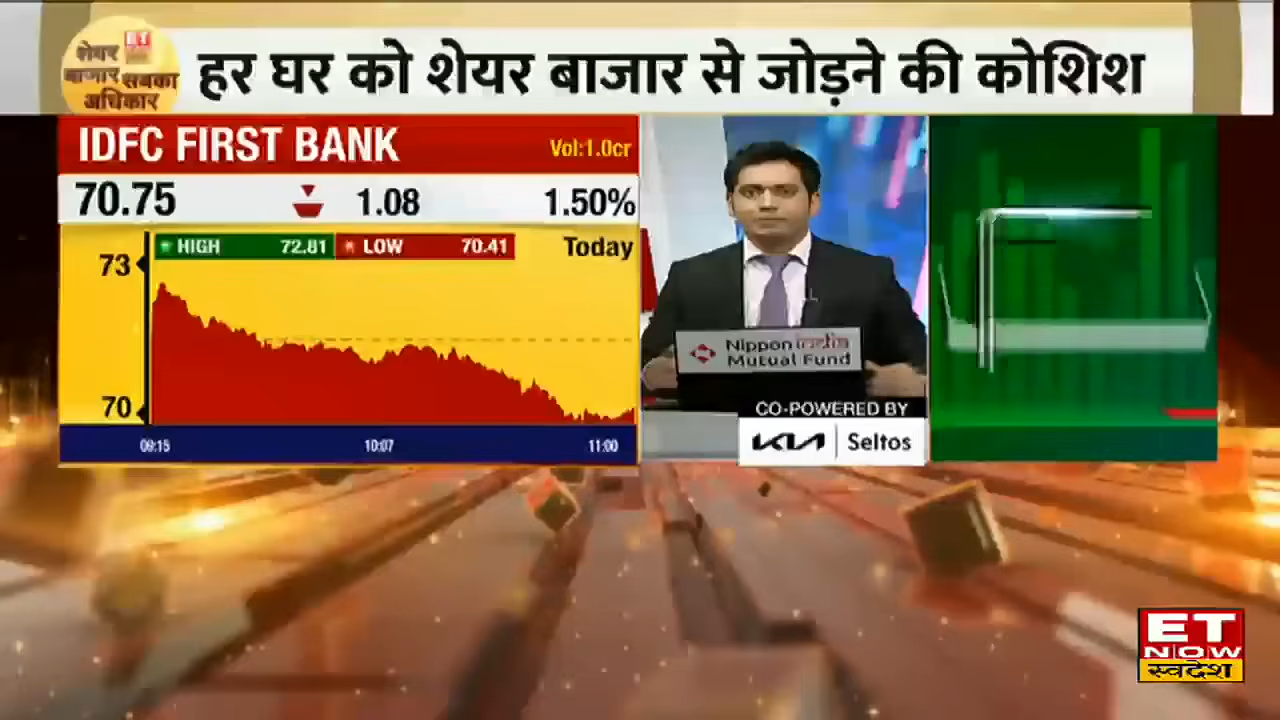 शेयर
बाजार सबका
अधिकार
ET
हर घर को शेयर बाजार से जोड़ने की कोशिश
IDFC FIRST BANK
Vol:1.0cr
70.75 1.08 1.50%
HIGH 72.81 LOW 70.41 Today
73
70
09:15 10:07 11:00
Nippon india
Mutual Fund
CO-POWERED BY
KIA Seltos
ET
NOW
स्वदेश